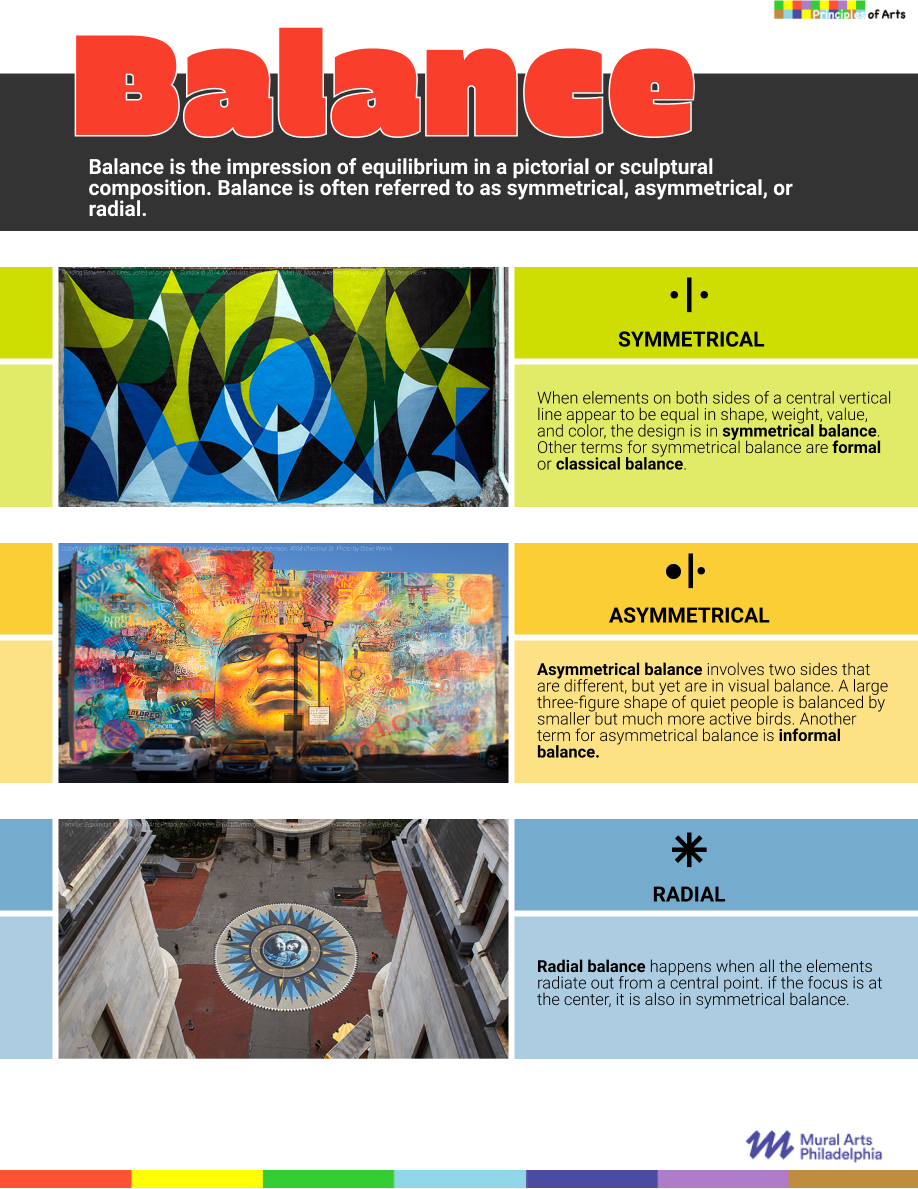 Principles of Arts
Balance
Balance is the impression of equilibrium in a pictorial or sculptural
composition. Balance is often referred to as symmetrical, asymmetrical, or
radial.
SYMMETRICAL
When elements on both sides of a central vertical
line appear to be equal in shape, weight, value,
and color, the design is in symmetrical balance.
Other terms for symmetrical balance are formal
or classical balance.
LOVING
TRUTH
COLORED
GOOD
LOVE
ASYMMETRICAL
Asymmetrical balance involves two sides that
are different, but yet are in visual balance. A large
three-figure shape of quiet people is balanced by
smaller but much more active birds. Another
term for asymmetrical balance is informal
balance.
RADIAL
Radial balance happens when all the elements
radiate out from a central point. if the focus is at
the center, it is also in symmetrical balance.
Mural Arts
Philadelphia